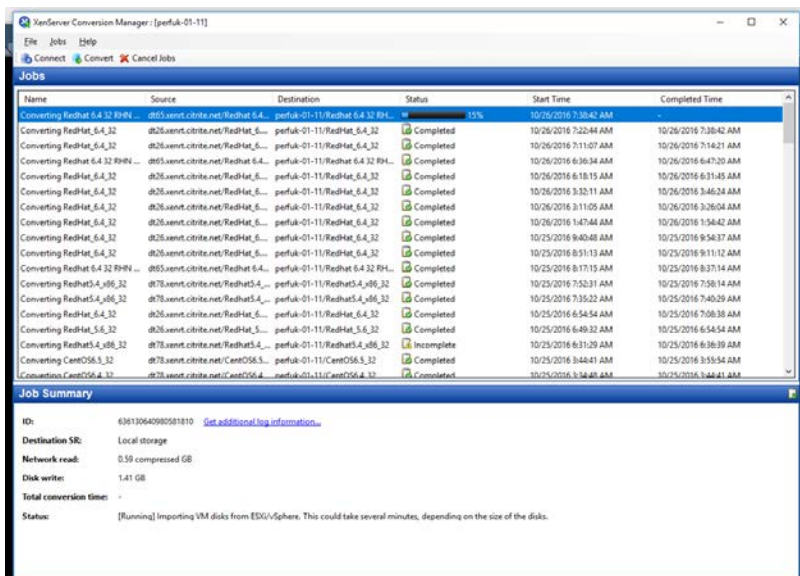 XenServer Conversion Manager : [perfuk-01-11]
File Jobs Help
Connect Convert Cancel Jobs
Jobs
Name Source Destination Status Start Time Completed Time
Converting Redhat 6.4 32 RHN ... dt65.xenrt.citrite.net/Redhat 6.4... perfuk-01-11/Redhat 6.4 32 RH... 15% 10/26/2016 7:38:42 AM -
Converting RedHat_6.4_32 dt26.xenrt.citrite.net/RedHat_6.... perfuk-01-11/RedHat_6.4_32 Completed 10/26/2016 7:22:44 AM 10/26/2016 7:38:42 AM
Converting RedHat_6.4_32 dt26.xenrt.citrite.net/RedHat_6.... perfuk-01-11/RedHat_6.4_32 Completed 10/26/2016 7:11:07 AM 10/26/2016 7:14:21 AM
Converting Redhat 6.4 32 RHN ... dt65.xenrt.citrite.net/Redhat 6.4... perfuk-01-11/Redhat 6.4 32 RH... Completed 10/26/2016 6:36:34 AM 10/26/2016 6:47:20 AM
Converting RedHat_6.4_32 dt26.xenrt.citrite.net/RedHat_6.... perfuk-01-11/RedHat_6.4_32 Completed 10/26/2016 6:18:15 AM 10/26/2016 6:31:45 AM
Converting RedHat_6.4_32 dt26.xenrt.citrite.net/RedHat_6.... perfuk-01-11/RedHat_6.4_32 Completed 10/26/2016 3:32:11 AM 10/26/2016 3:46:24 AM
Converting RedHat_6.4_32 dt26.xenrt.citrite.net/RedHat_6.... perfuk-01-11/RedHat_6.4_32 Completed 10/26/2016 3:11:05 AM 10/26/2016 3:26:04 AM
Converting RedHat_6.4_32 dt26.xenrt.citrite.net/RedHat_6.... perfuk-01-11/RedHat_6.4_32 Completed 10/26/2016 1:47:44 AM 10/26/2016 1:54:42 AM
Converting RedHat_6.4_32 dt26.xenrt.citrite.net/RedHat_6.... perfuk-01-11/RedHat_6.4_32 Completed 10/25/2016 9:40:48 AM 10/25/2016 9:54:37 AM
Converting RedHat_6.4_32 dt26.xenrt.citrite.net/RedHat_6.... perfuk-01-11/RedHat_6.4_32 Completed 10/25/2016 8:51:13 AM 10/25/2016 9:11:12 AM
Converting Redhat 6.4 32 RHN ... dt65.xenrt.citrite.net/Redhat 6.4... perfuk-01-11/Redhat 6.4 32 RH... Completed 10/25/2016 8:17:15 AM 10/25/2016 8:37:14 AM
Converting Redhat5.4_x86_32 dt78.xenrt.citrite.net/Redhat5.4_... perfuk-01-11/Redhat5.4_x86_32 Completed 10/25/2016 7:52:31 AM 10/25/2016 7:58:14 AM
Converting Redhat5.4_x86_32 dt78.xenrt.citrite.net/Redhat5.4_... perfuk-01-11/Redhat5.4_x86_32 Completed 10/25/2016 7:35:22 AM 10/25/2016 7:40:29 AM
Converting RedHat_6.4_32 dt26.xenrt.citrite.net/RedHat_6.... perfuk-01-11/RedHat_6.4_32 Completed 10/25/2016 6:54:54 AM 10/25/2016 7:08:38 AM
Converting RedHat_5.6_32 dt26.xenrt.citrite.net/RedHat_5.... perfuk-01-11/RedHat_5.6_32 Completed 10/25/2016 6:49:32 AM 10/25/2016 6:54:54 AM
Converting Redhat5.4_x86_32 dt78.xenrt.citrite.net/Redhat5.4_... perfuk-01-11/Redhat5.4_x86_32 Incomplete 10/25/2016 6:31:29 AM 10/25/2016 6:36:39 AM
Converting CentOS6.5_32 dt78.xenrt.citrite.net/CentOS6.5... perfuk-01-11/CentOS6.5_32 Completed 10/25/2016 3:44:41 AM 10/25/2016 3:55:54 AM
Converting CentOS6.4_32 dt78.xenrt.citrite.net/CentOS6.4... perfuk-01-11/CentOS6.4_32 Completed 10/25/2016 3:34:48 AM 10/25/2016 3:44:41 AM
Job Summary
ID: 636130640980581810 Get additional log information...
Destination SR: Local storage
Network read: 0.59 compressed GB
Disk write: 1.41 GB
Total conversion time: -
Status: [Running] Importing VM disks from ESXi/vSphere. This could take several minutes, depending on the size of the disks.